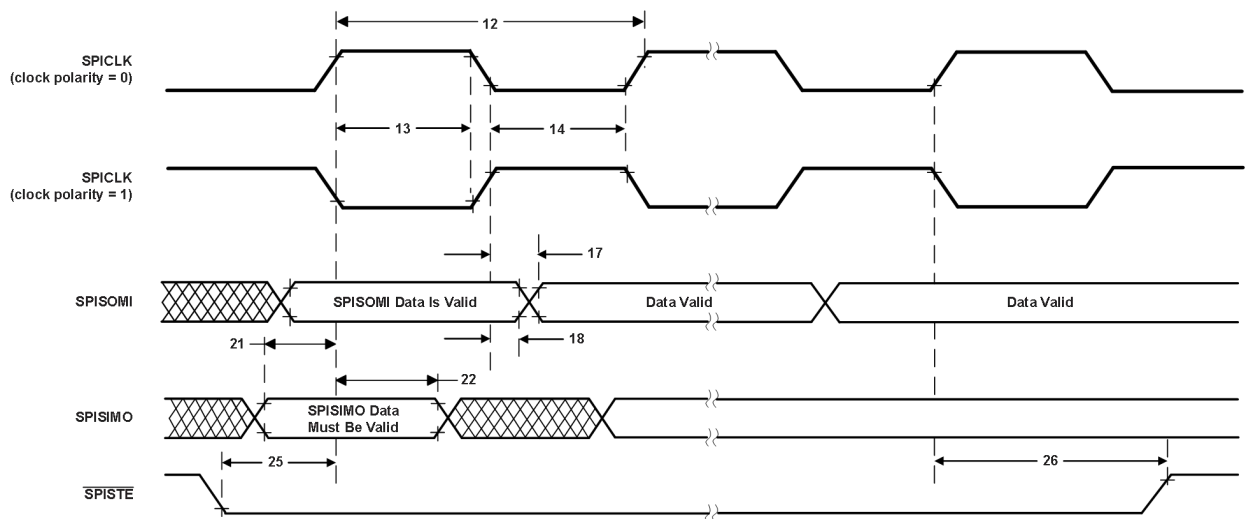 12
SPICLK
(clock polarity = 0)
13
14
SPICLK
(clock polarity = 1)
17
SPISOMI
SPISOMI Data Is Valid
Data Valid
Data Valid
21
18
22
SPISIMO
SPISIMO Data
Must Be Valid
25
26
SPISTE